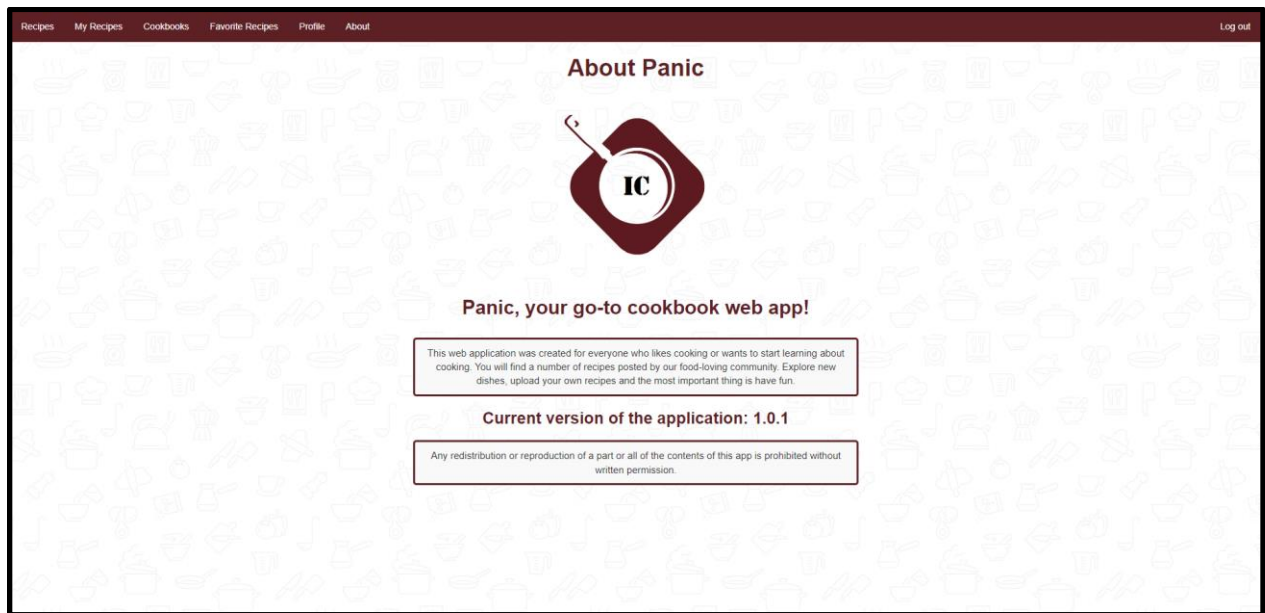 Recipes My Recipes Cookbooks Favorite Recipes Profile About Log out
About Panic
IC
Panic, your go-to cookbook web app!
This web application was created for everyone who likes cooking or wants to start learning about
cooking. You will find a number of recipes posted by our food-loving community. Explore new
dishes, upload your own recipes and the most important thing is have fun.
Current version of the application: 1.0.1
Any redistribution or reproduction of a part or all of the contents of this app is prohibited without
written permission.